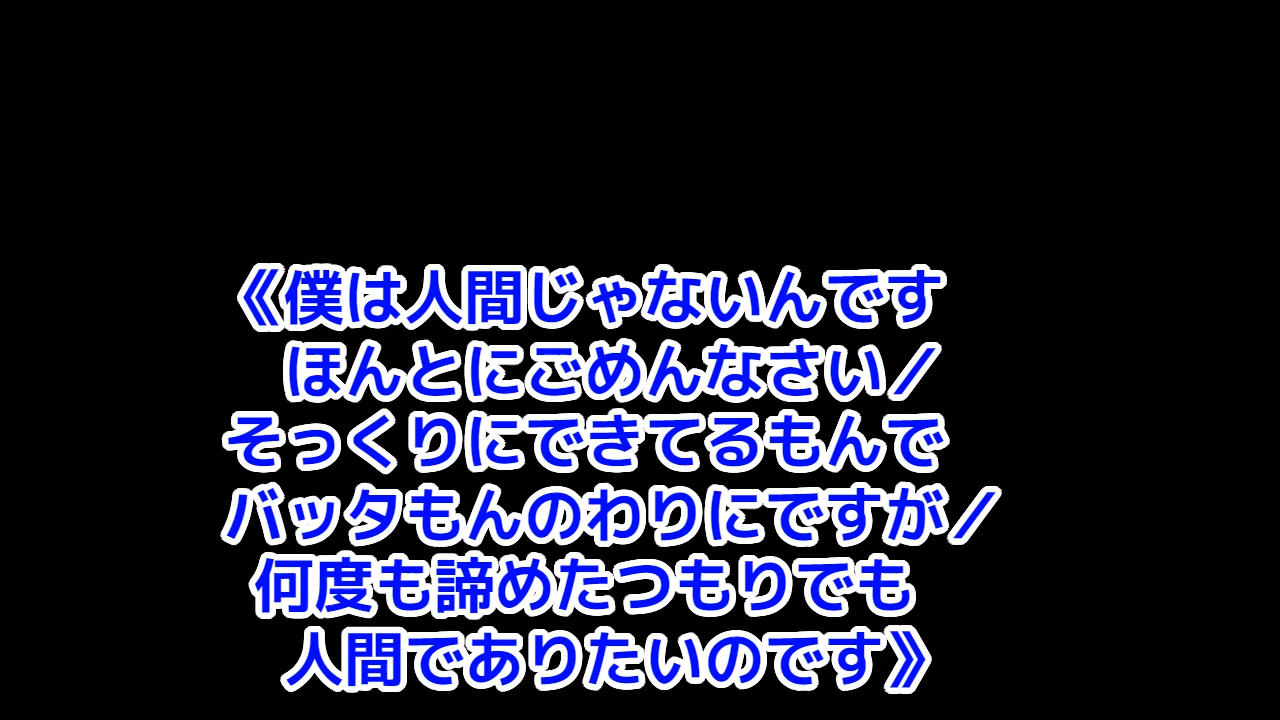 《僕は人間じゃないんです
ほんとにごめんなさい／
そっくりにできてるもんで
バッタもんのわりにですが／
何度も諦めたつもりでも
人間でありたいのです》